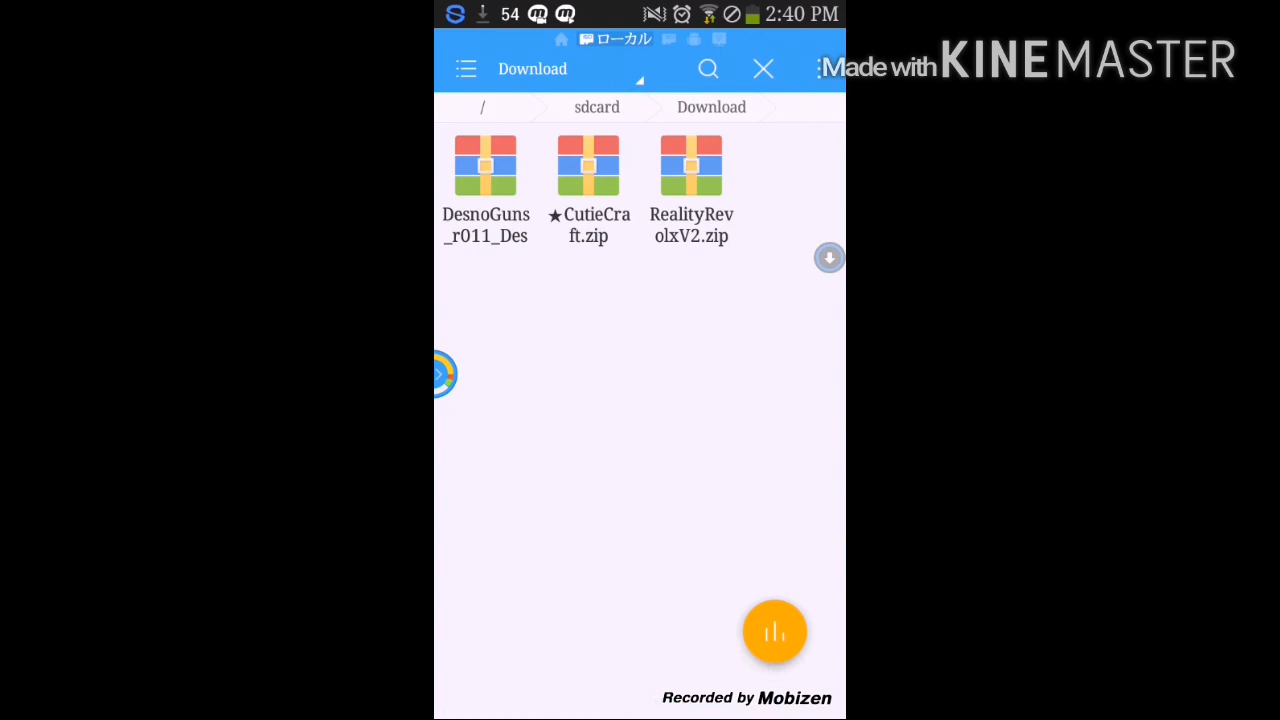 54
2:40 PM
ローカル
Download
Made with KINEMASTER
/ sdcard Download
DesnoGuns
_r011_Des
★CutieCra
ft.zip
RealityRev
olxV2.zip
Recorded by Mobizen